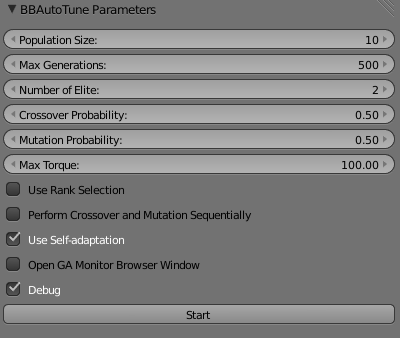 BBAutoTune Parameters
Population Size: 10
Max Generations: 500
Number of Elite: 2
Crossover Probability: 0.50
Mutation Probability: 0.50
Max Torque: 100.00
Use Rank Selection
Perform Crossover and Mutation Sequentially
Use Self-adaptation
Open GA Monitor Browser Window
Debug
Start